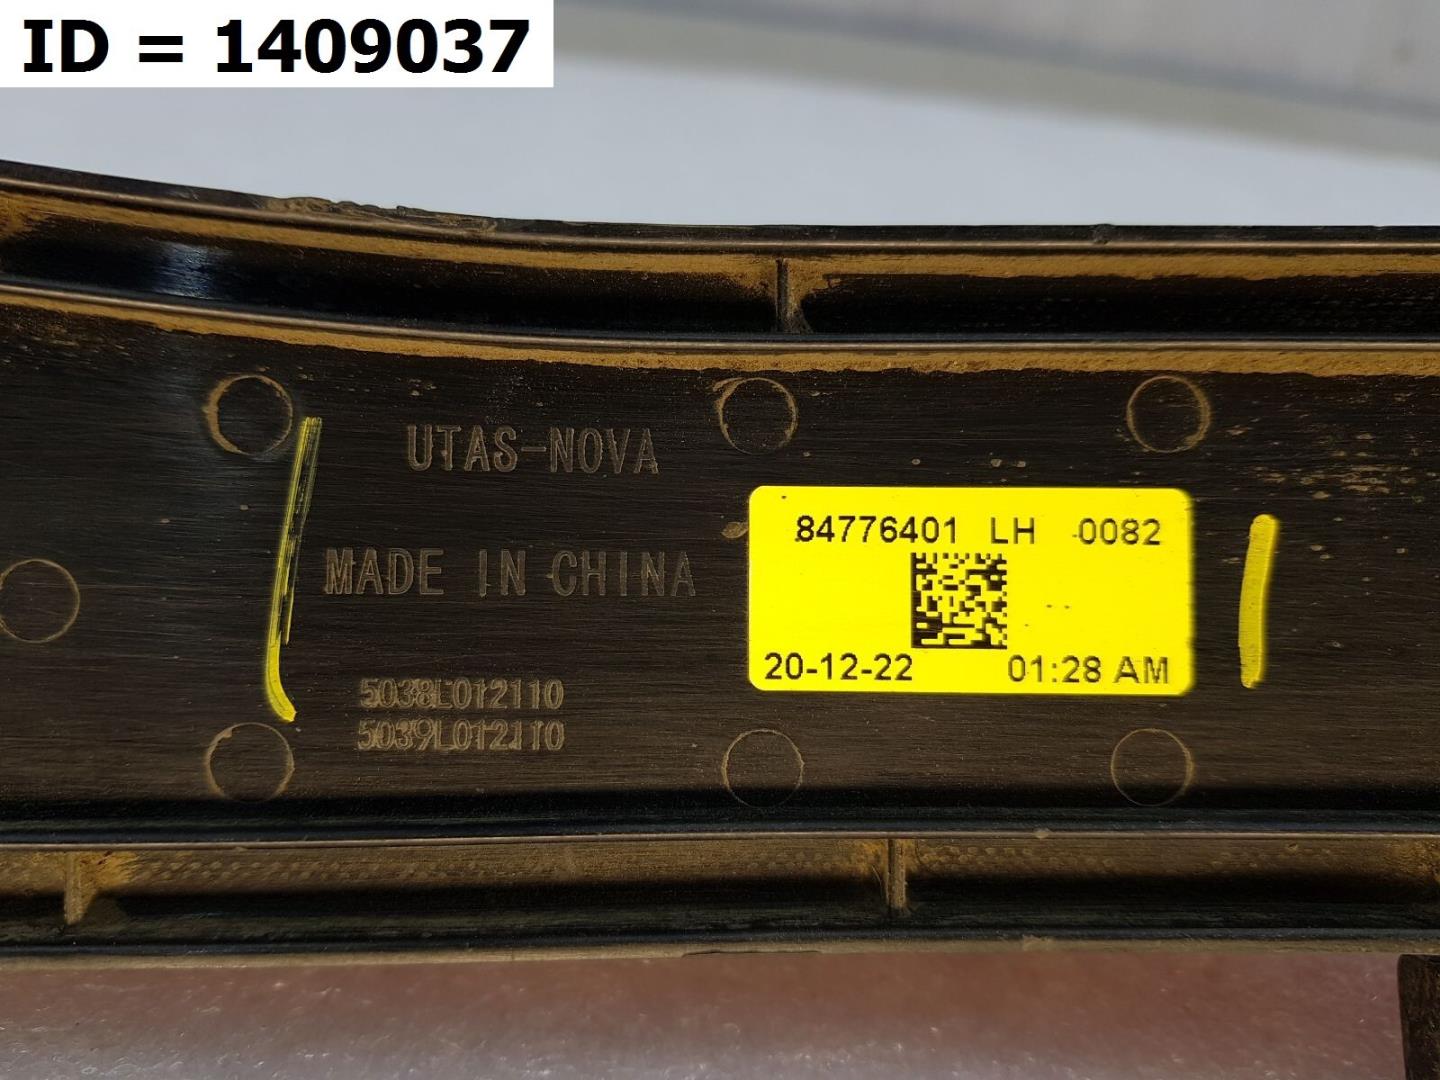 ID = 1409037
UTAS-NOVA
84776401 LH 0082
MADE IN CHINA
20-12-22 01:28 AM
5038L012110
5039L012110